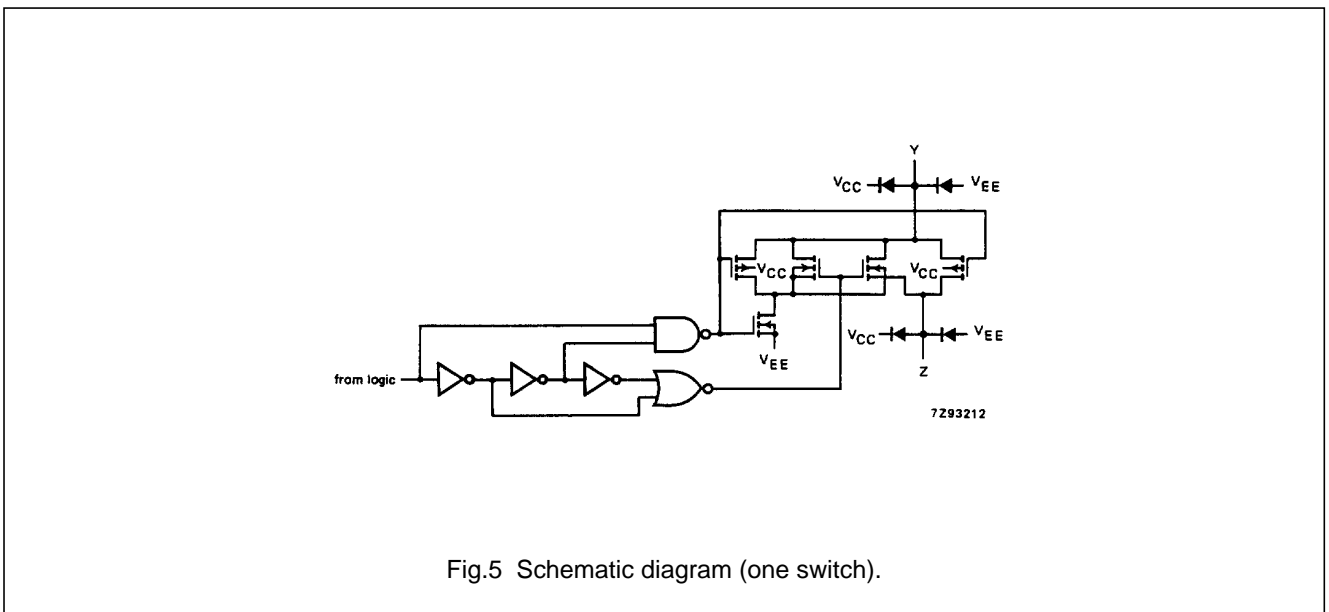 Y
VCC VEE
VCC VCC
VCC VEE
VEE
Z
from logic
7Z93212
Fig.5 Schematic diagram (one switch).